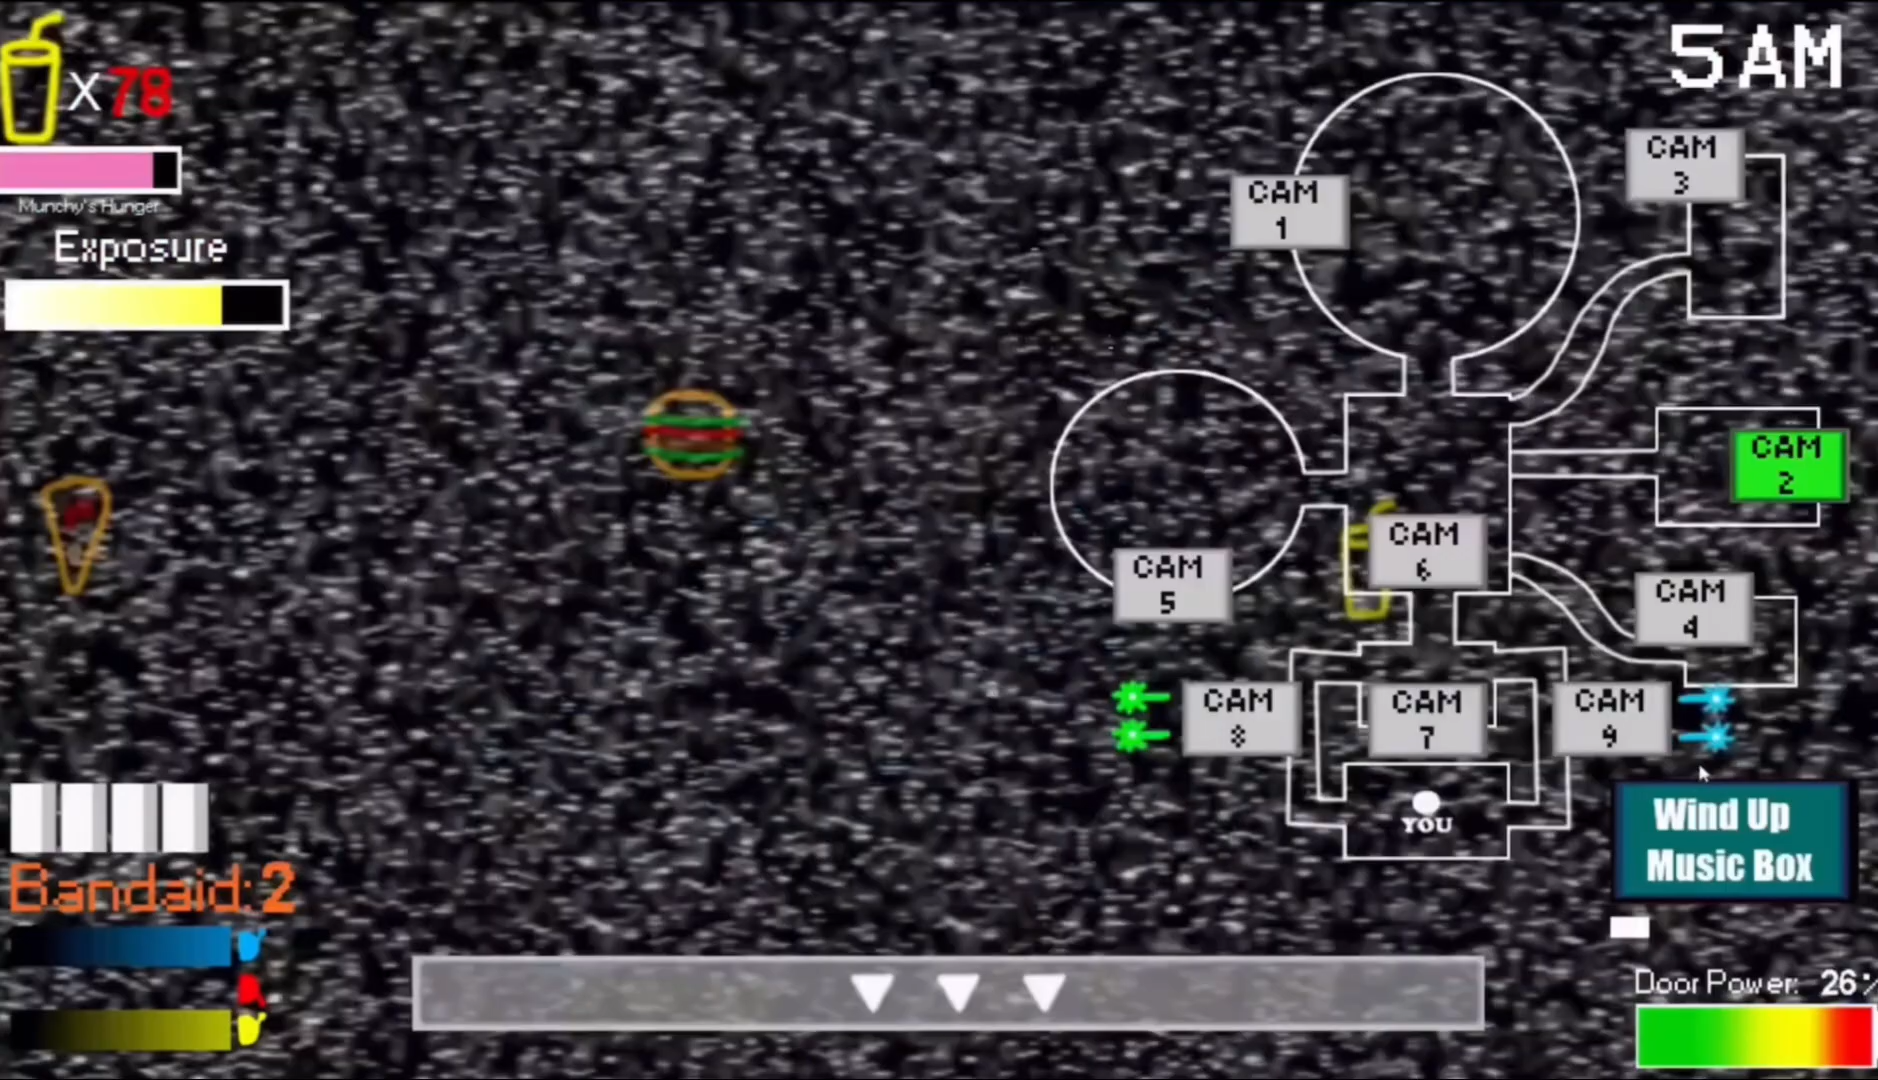 5AM
X78
Munchy's Hunger
Exposure
CAM
1
CAM
3
CAM
2
CAM
6
CAM
5
CAM
4
CAM
8
CAM
7
CAM
9
YOU
Wind Up
Music Box
Bandaid:2
Door Power: 26%